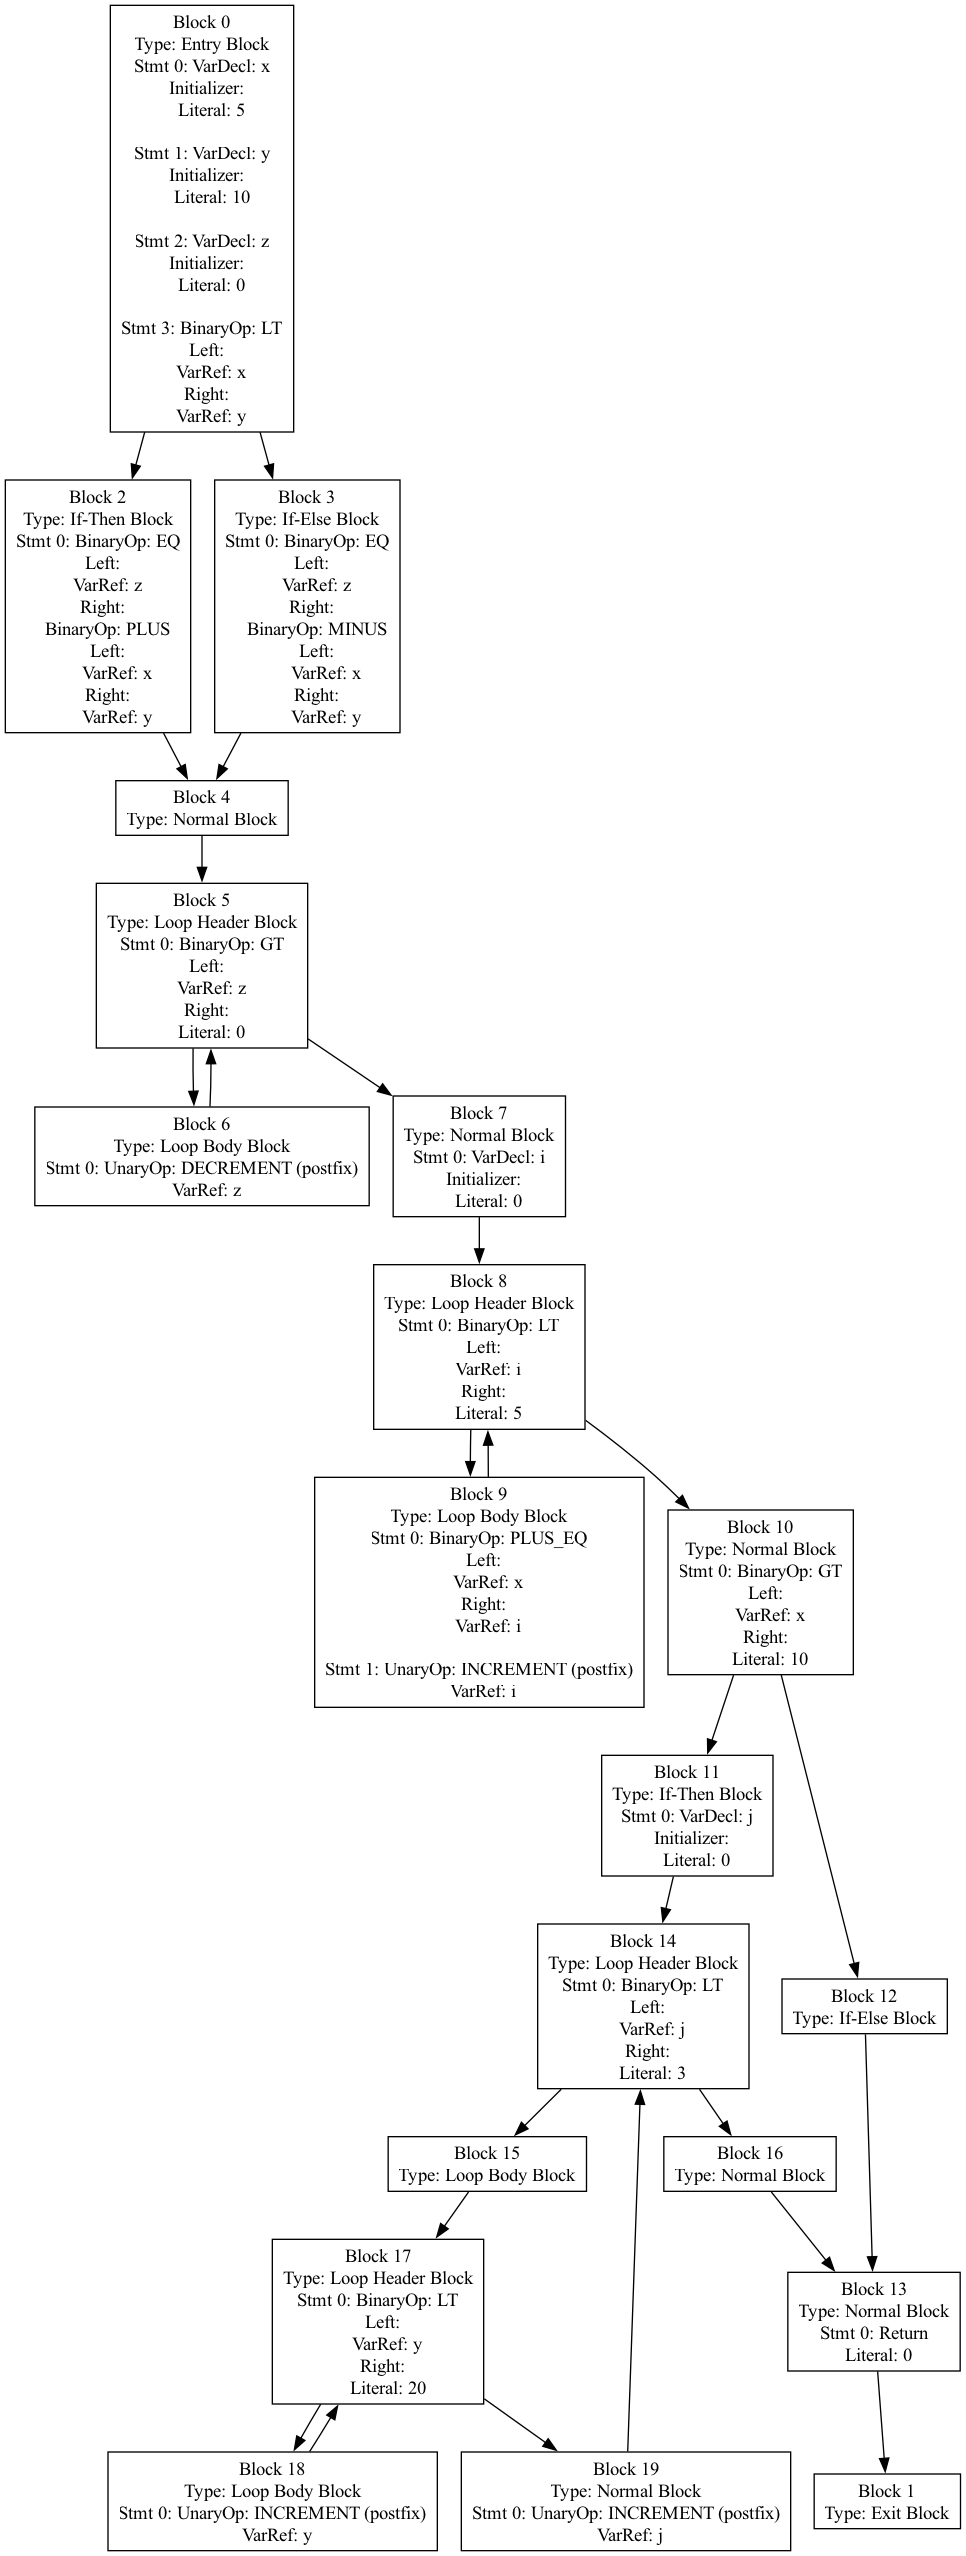 Block 0
Type: Entry Block
Stmt 0: VarDecl: x
Initializer:
Literal: 5
Stmt 1: VarDecl: y
Initializer:
Literal: 10
Stmt 2: VarDecl: z
Initializer:
Literal: 0
Stmt 3: BinaryOp: LT
Left:
VarRef: x
Right:
VarRef: y
Block 2
Type: If-Then Block
Stmt 0: BinaryOp: EQ
Left:
VarRef: z
Right:
BinaryOp: PLUS
Left:
VarRef: x
Right:
VarRef: y
Block 3
Type: If-Else Block
Stmt 0: BinaryOp: EQ
Left:
VarRef: z
Right:
BinaryOp: MINUS
Left:
VarRef: x
Right:
VarRef: y
Block 4
Type: Normal Block
Block 5
Type: Loop Header Block
Stmt 0: BinaryOp: GT
Left:
VarRef: z
Right:
Literal: 0
Block 6
Type: Loop Body Block
Stmt 0: UnaryOp: DECREMENT (postfix)
VarRef: z
Block 7
Type: Normal Block
Stmt 0: VarDecl: i
Initializer:
Literal: 0
Block 8
Type: Loop Header Block
Stmt 0: BinaryOp: LT
Left:
VarRef: i
Right:
Literal: 5
Block 9
Type: Loop Body Block
Stmt 0: BinaryOp: PLUS_EQ
Left:
VarRef: x
Right:
VarRef: i
Stmt 1: UnaryOp: INCREMENT (postfix)
VarRef: i
Block 10
Type: Normal Block
Stmt 0: BinaryOp: GT
Left:
VarRef: x
Right:
Literal: 10
Block 11
Type: If-Then Block
Stmt 0: VarDecl: j
Initializer:
Literal: 0
Block 14
Type: Loop Header Block
Stmt 0: BinaryOp: LT
Left:
VarRef: j
Right:
Literal: 3
Block 12
Type: If-Else Block
Block 15
Type: Loop Body Block
Block 16
Type: Normal Block
Block 17
Type: Loop Header Block
Stmt 0: BinaryOp: LT
Left:
VarRef: y
Right:
Literal: 20
Block 13
Type: Normal Block
Stmt 0: Return
Literal: 0
Block 18
Type: Loop Body Block
Stmt 0: UnaryOp: INCREMENT (postfix)
VarRef: y
Block 19
Type: Normal Block
Stmt 0: UnaryOp: INCREMENT (postfix)
VarRef: j
Block 1
Type: Exit Block